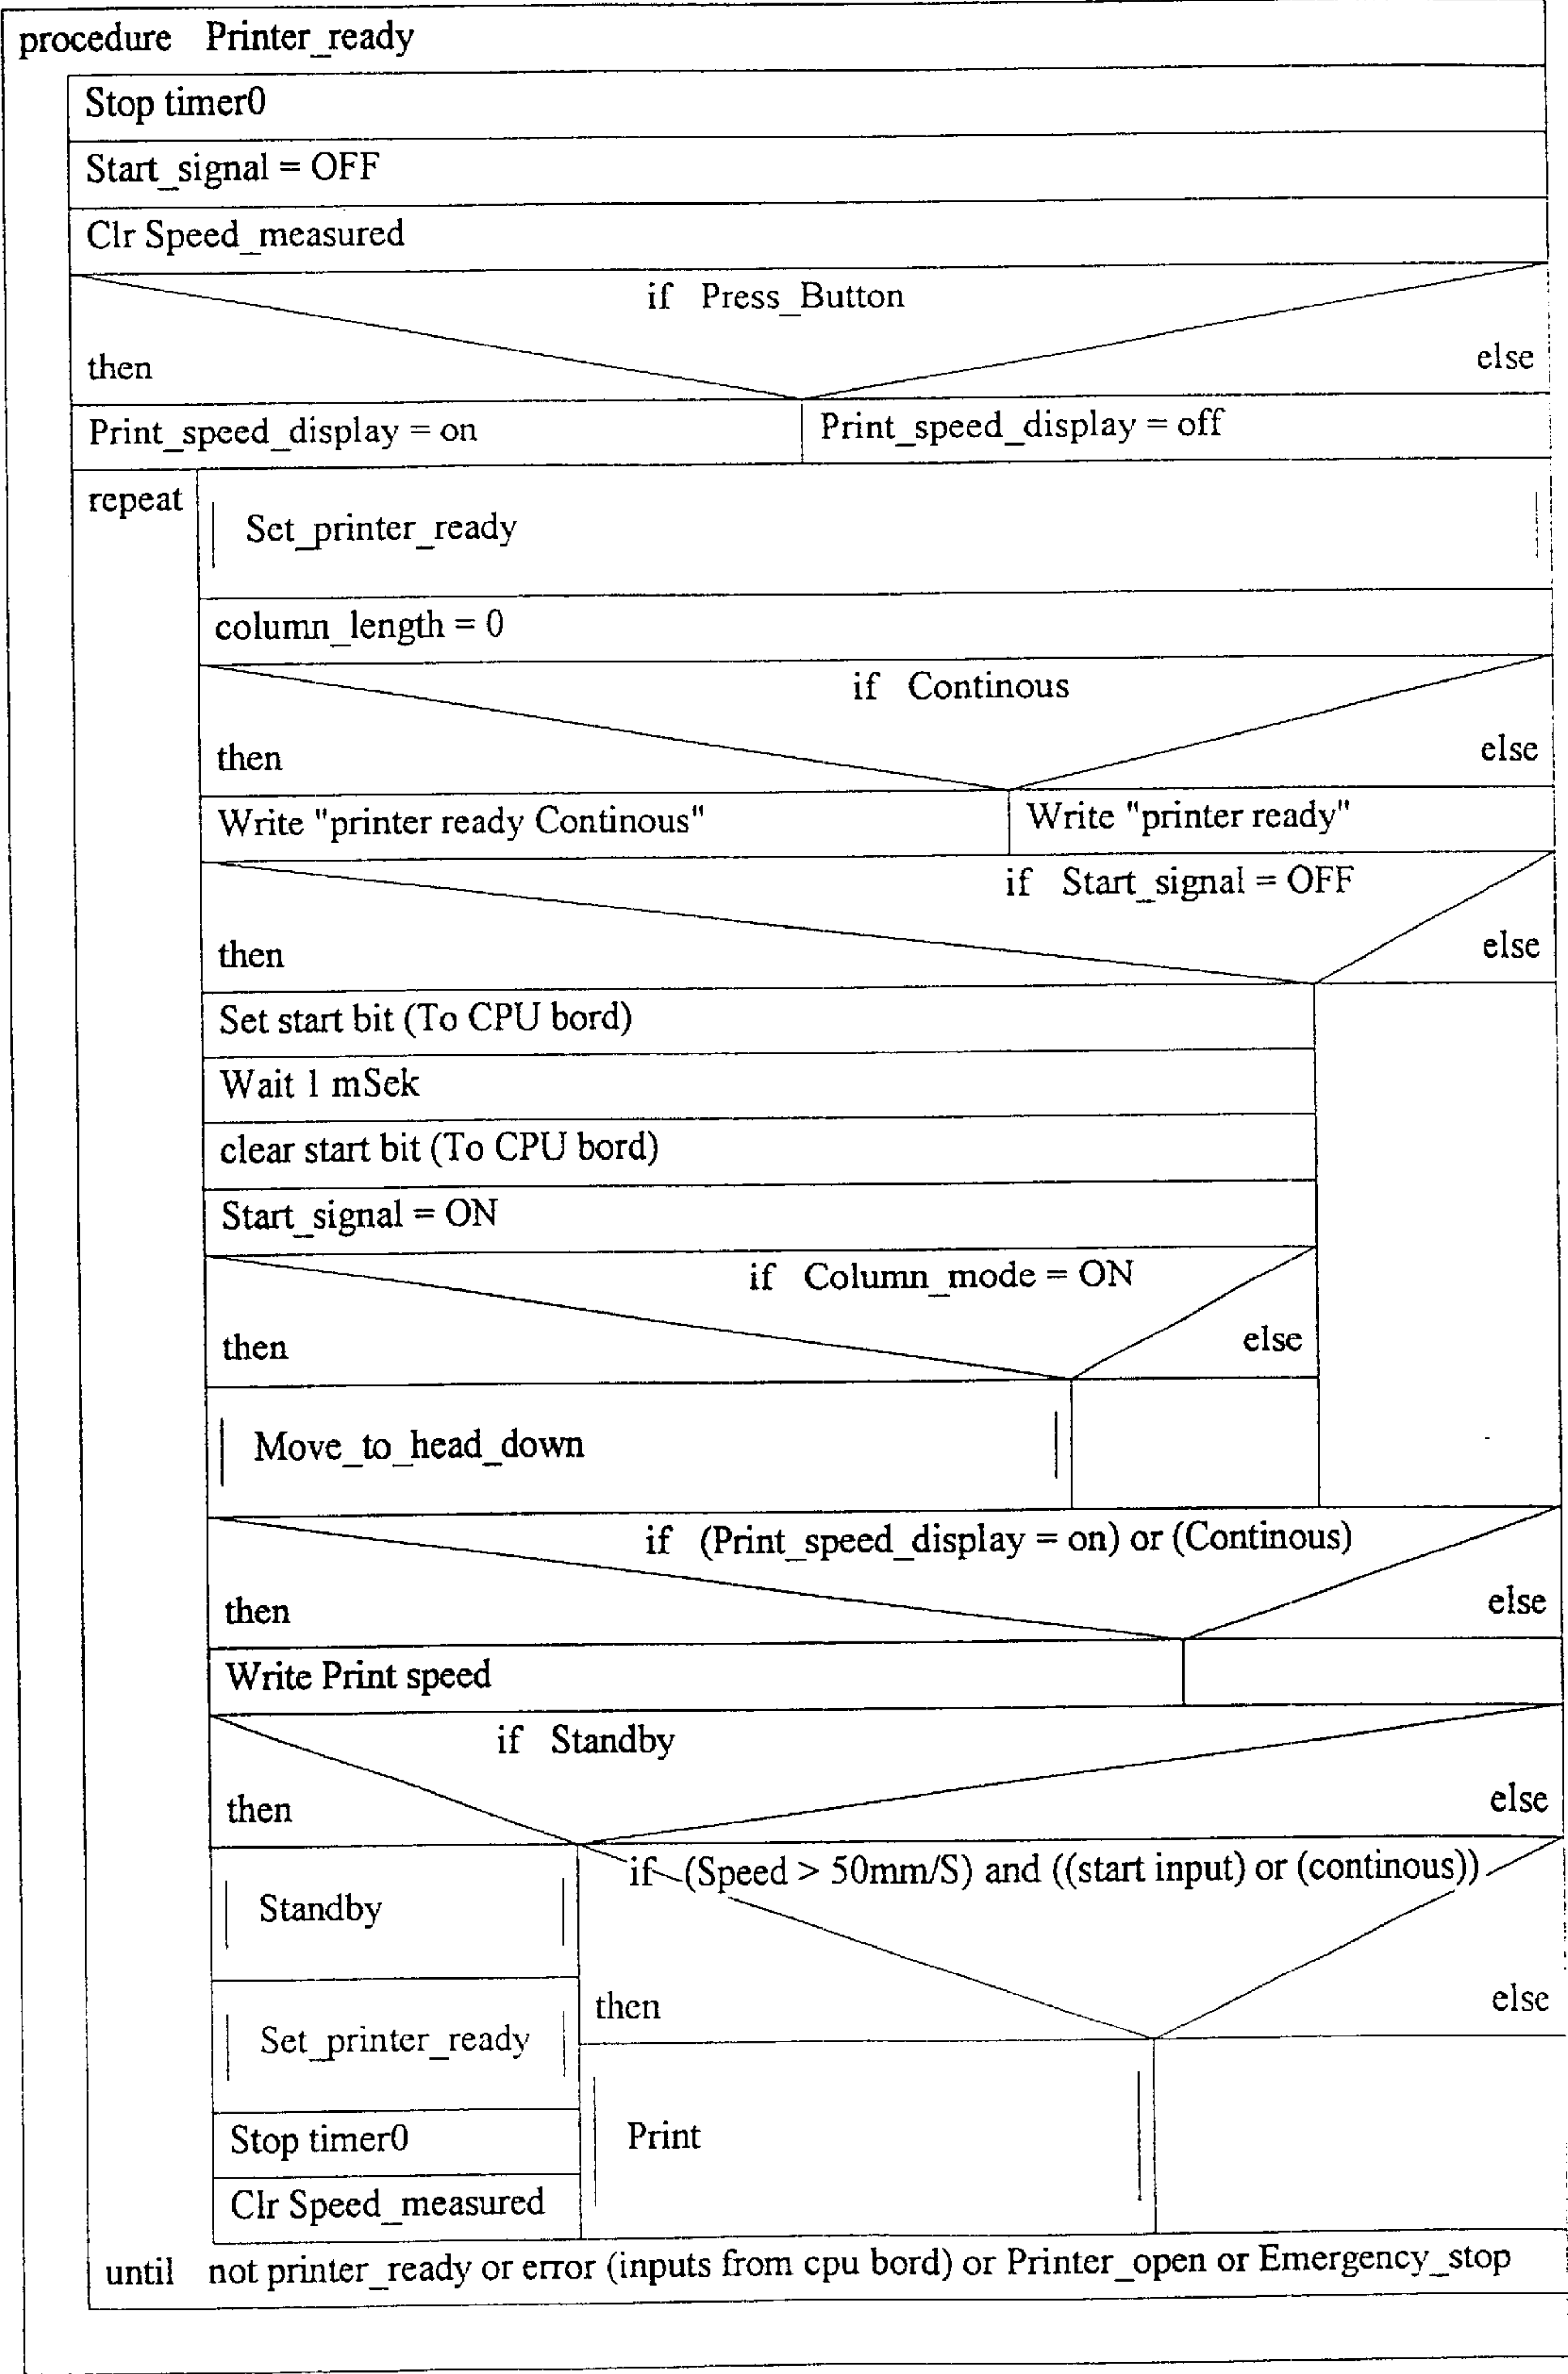 procedure Printer_ready
Stop timer0
Start_signal = OFF
Clr Speed_measured
if Press_Button
then else
Print_speed_display = on Print_speed_display = off
repeat
Set_printer_ready
column_length = 0
if Continous
then else
Write "printer ready Continous" Write "printer ready"
if Start_signal = OFF
then else
Set start bit (To CPU bord)
Wait 1 mSek
clear start bit (To CPU bord)
Start_signal = ON
if Column_mode = ON
then else
Move_to_head_down
if (Print_speed_display = on) or (Continous)
then else
Write Print speed
if Standby
then else
if (Speed > 50mm/S) and ((start input) or (continous))
Standby
then else
Set_printer_ready
Stop timer0 Print
Clr Speed_measured
until not printer_ready or error (inputs from cpu bord) or Printer_open or Emergency_stop